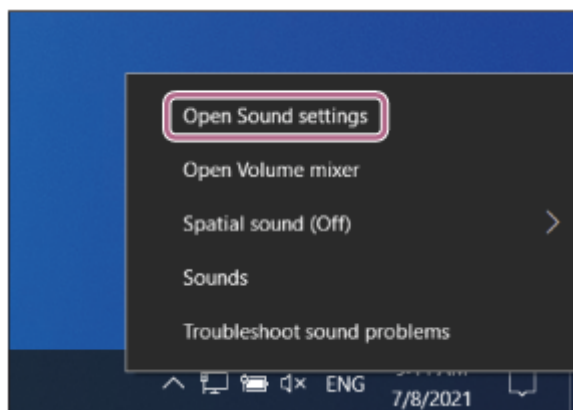 Open Sound settings
Open Volume mixer
Spatial sound (Off)
Sounds
Troubleshoot sound problems
ENG
7/8/2021